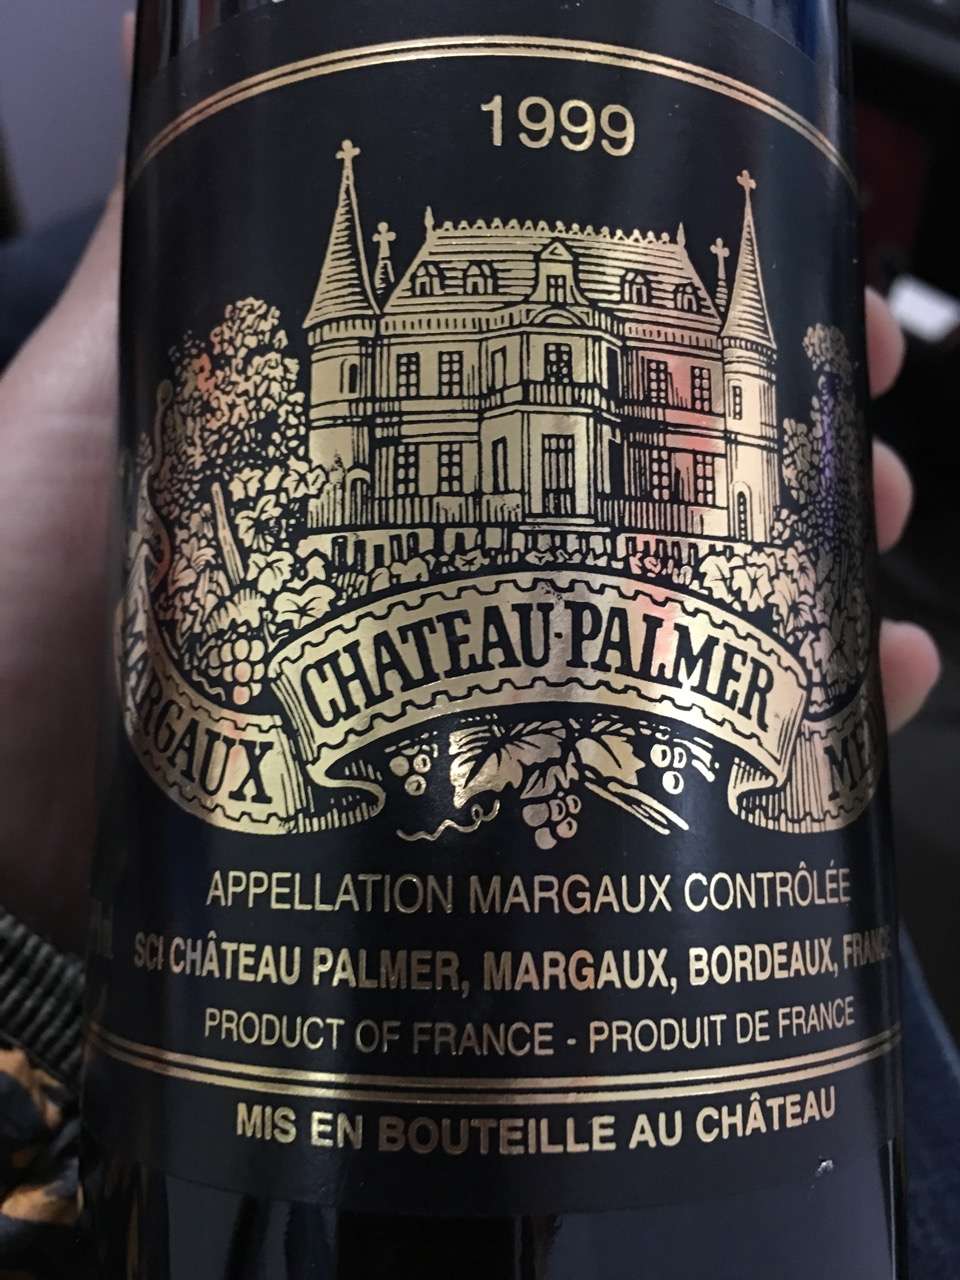 1999
CHATEAU-PALMER
MARGAUX
APPELLATION MARGAUX CONTRÔLÉE
SCI CHÂTEAU PALMER, MARGAUX, BORDEAUX, FRANCE
PRODUCT OF FRANCE - PRODUIT DE FRANCE
MIS EN BOUTEILLE AU CHÂTEAU